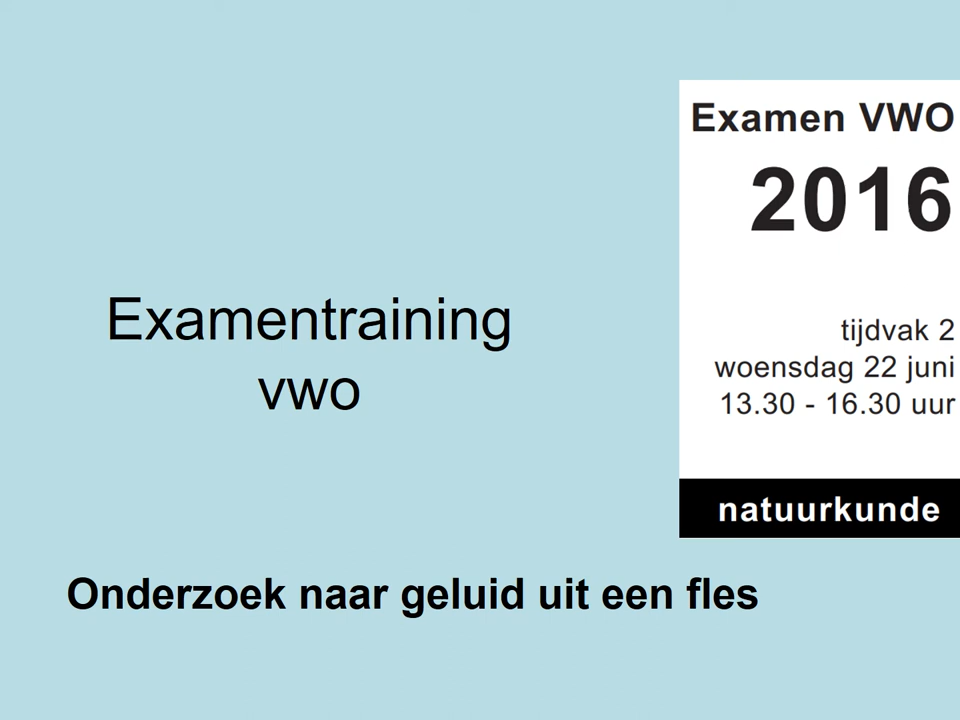 Examen VWO
2016
tijdvak 2
woensdag 22 juni
13.30 - 16.30 uur
natuurkunde
Examentraining
vwo
Onderzoek naar geluid uit een fles